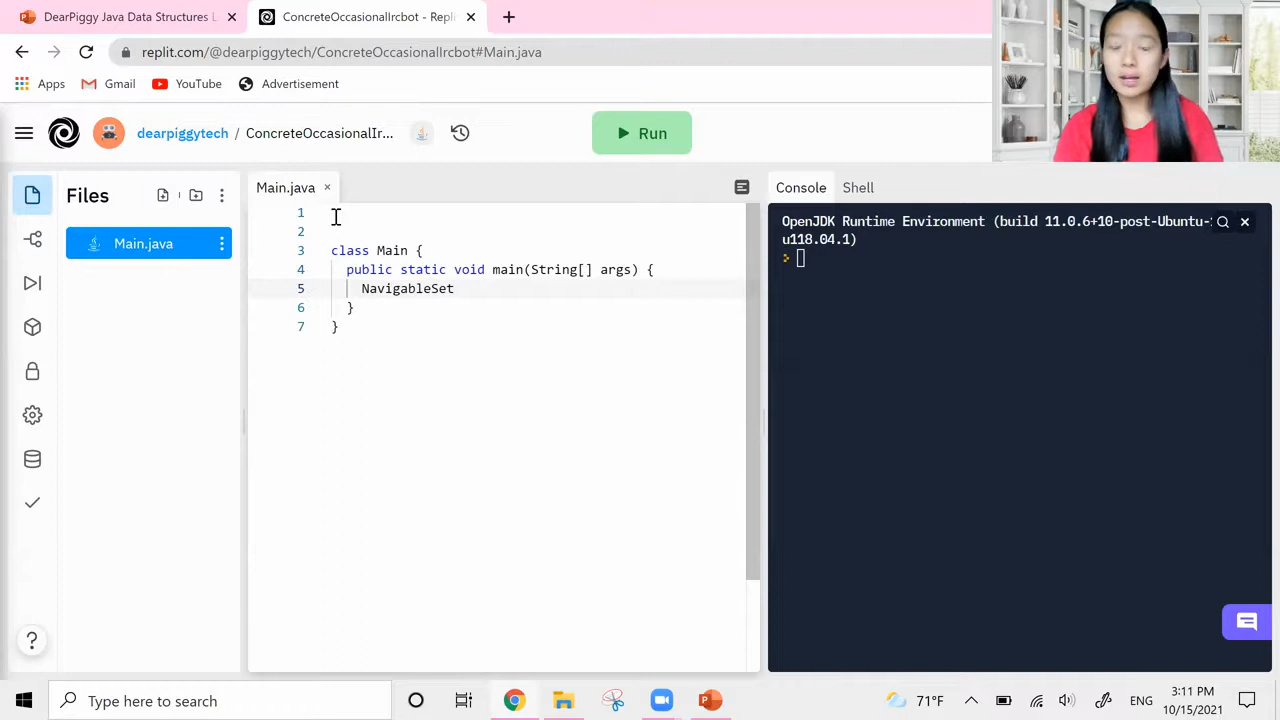 DearPiggy Java Data Structures L
ConcreteOccasionalIrcbot - Replit
replit.com/@dearpiggytech/ConcreteOccasionalIrcbot#Main.java
Apps Gmail YouTube Advertisement
dearpiggytech / ConcreteOccasionalIr...
Run
Files
Main.java
Main.java
Console Shell
1
2
3 class Main {
4 public static void main(String[] args) {
5 NavigableSet
6 }
7 }
OpenJDK Runtime Environment (build 11.0.6+10-post-Ubuntu-
u118.04.1)
?
Type here to search
71°F
ENG
3:11 PM
10/15/2021